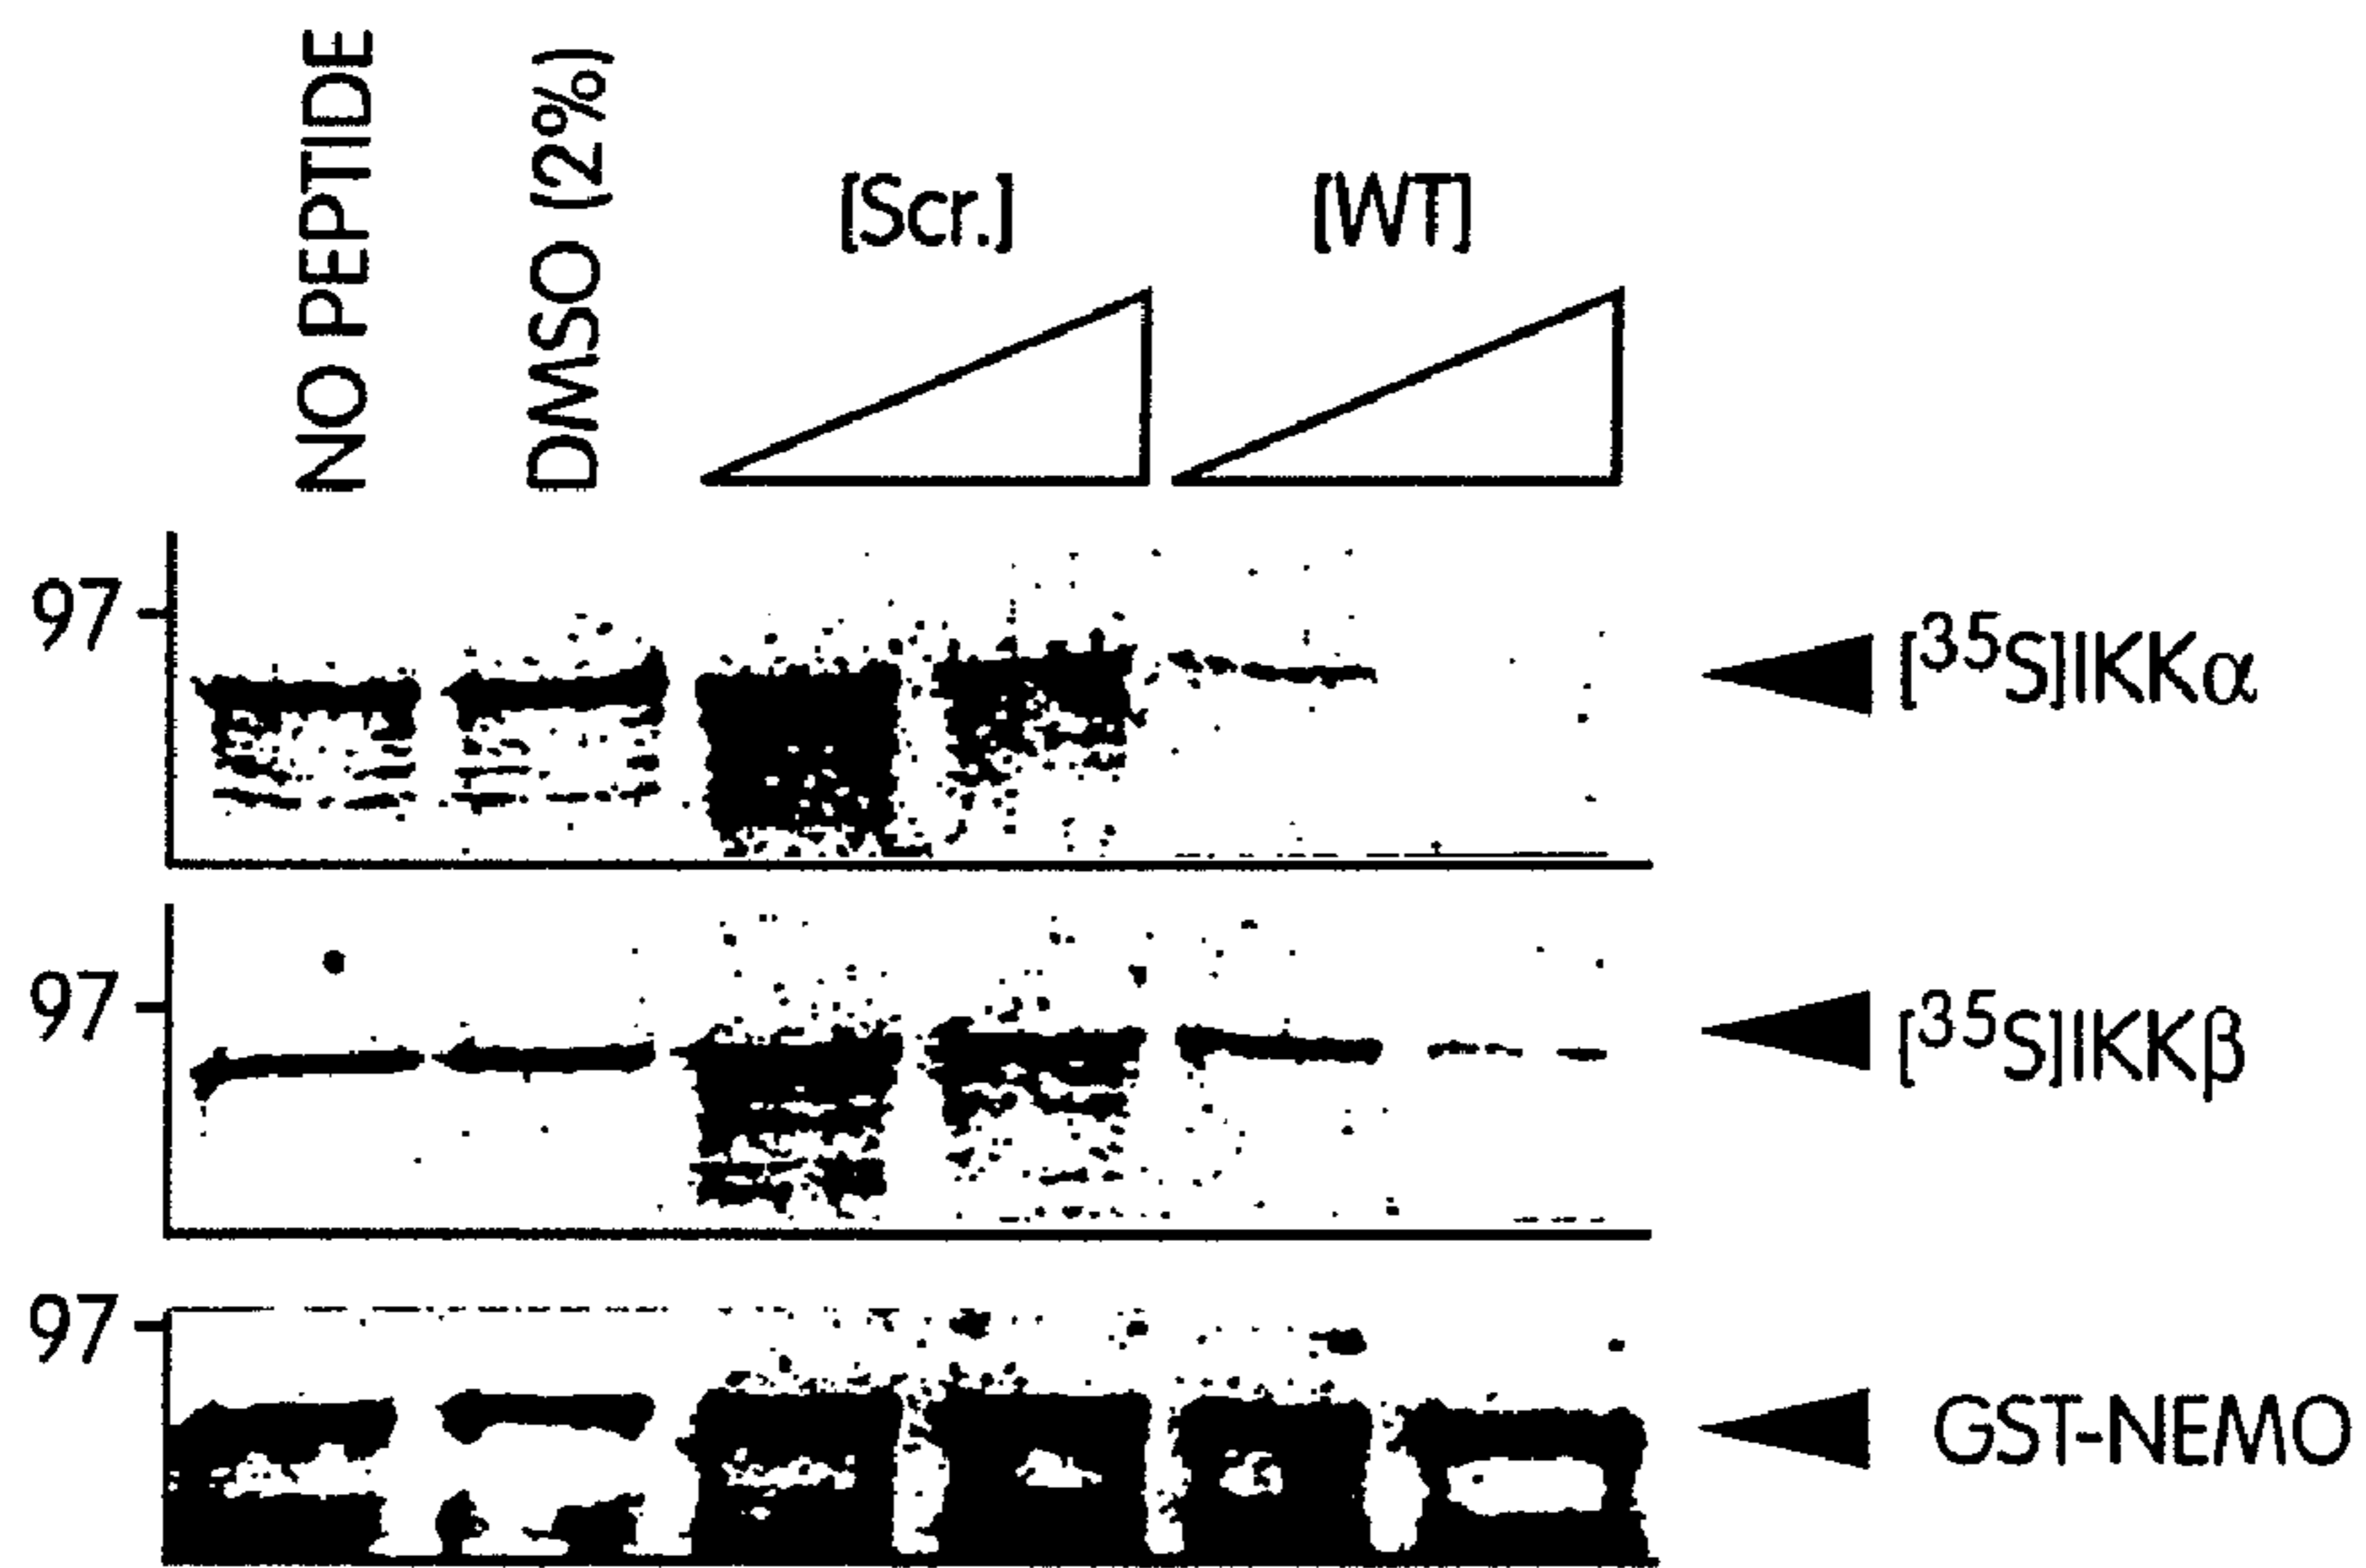 NO PEPTIDE
DMSO (2%)
[Scr.]
[WT]
97
[³⁵S]IKKα
97
[³⁵S]IKKβ
97
GST-NEMO